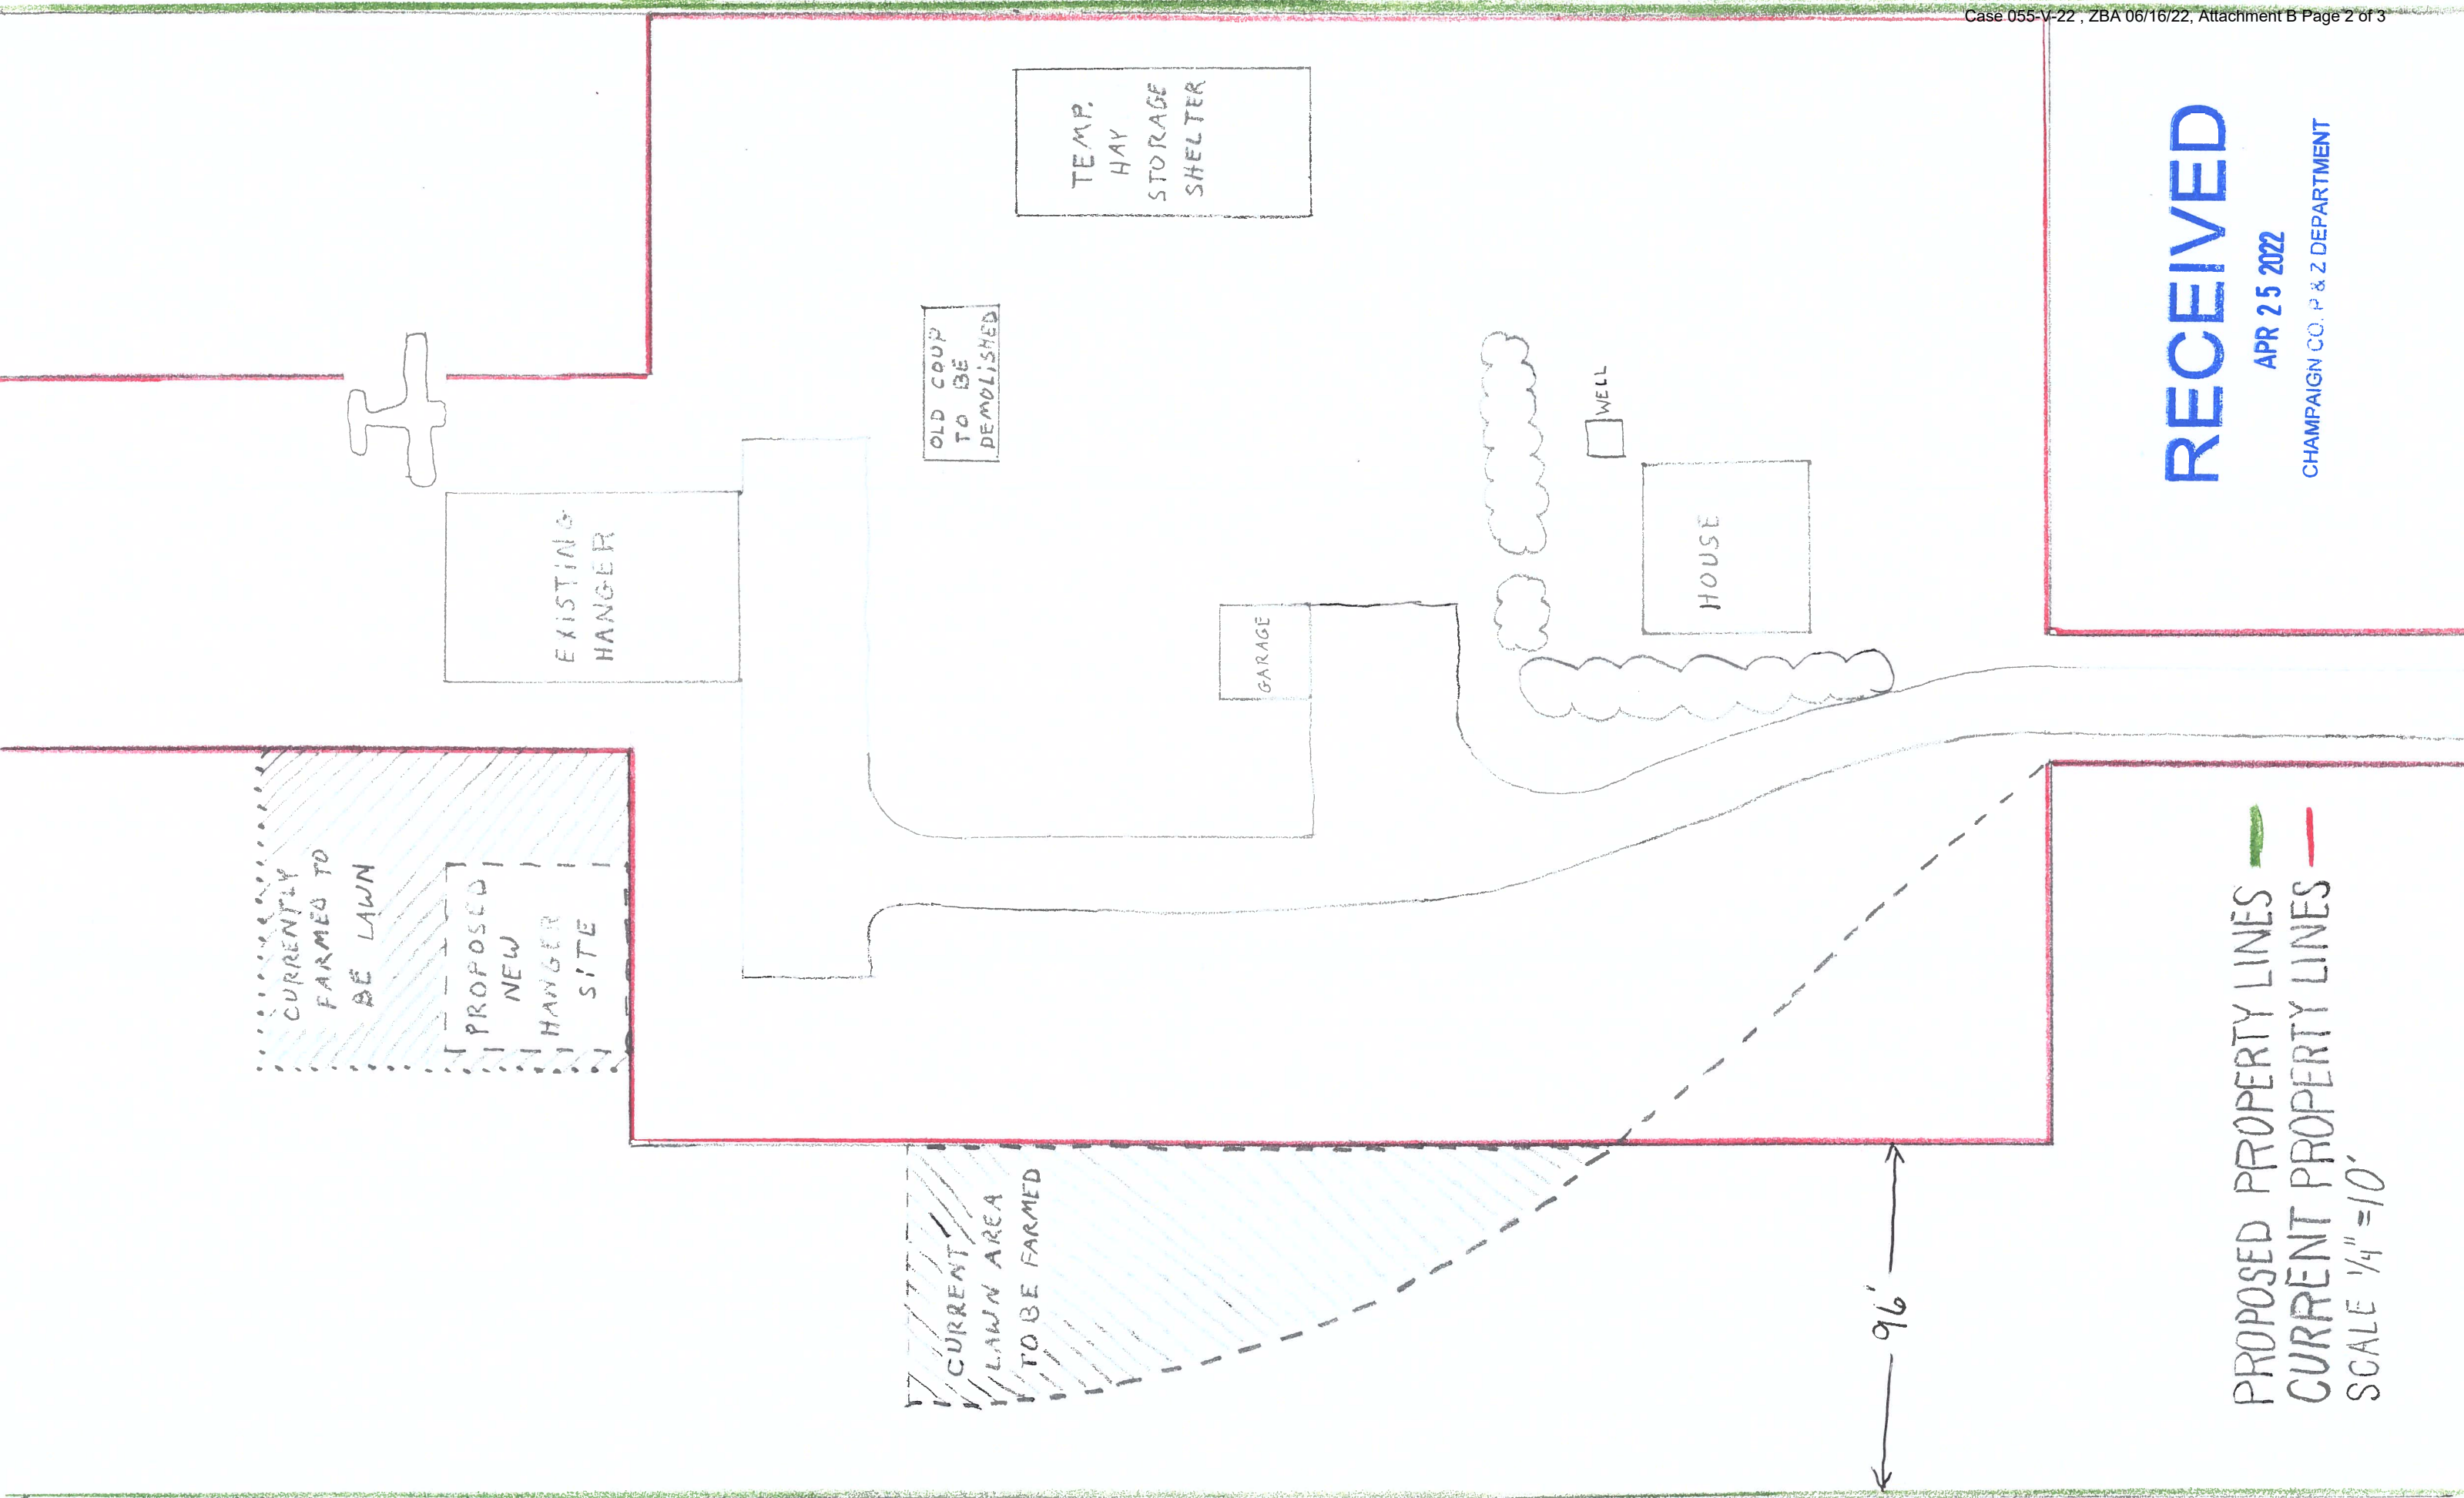 Case 055-V-22 , ZBA 06/16/22, Attachment B Page 2 of 3
TEMP.
HAY
STORAGE
SHELTER
OLD COUP
TO BE
DEMOLISHED
WELL
EXISTING
HANGER
HOUSE
GARAGE
CURRENTLY
FARMED TO
BE LAWN
PROPOSED
NEW
HANGER
SITE
CURRENT
LAWN AREA
TO BE FARMED
96'
RECEIVED
APR 25 2022
CHAMPAIGN CO. P & Z DEPARTMENT
PROPOSED PROPERTY LINES
CURRENT PROPERTY LINES
SCALE 1/4" = 10'